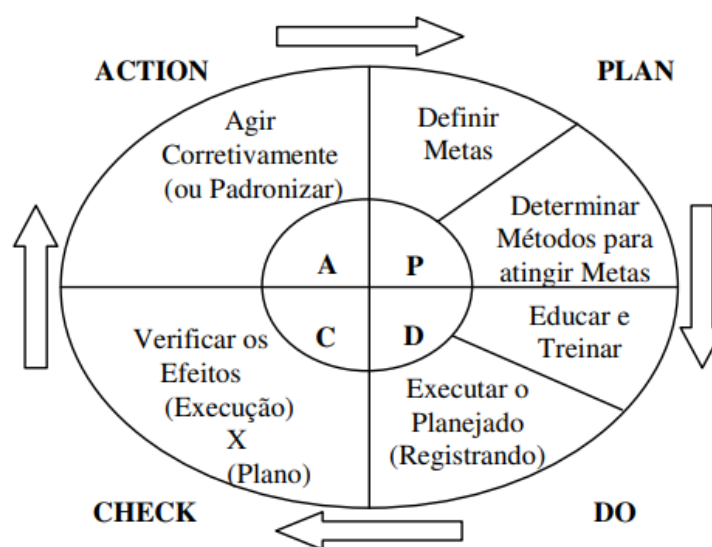 ACTION
PLAN
Agir
Corretivamente
(ou Padronizar)
Definir
Metas
Determinar
Métodos para
atingir Metas
A
P
C
D
Verificar os
Efeitos
(Execução)
X
(Plano)
Educar e
Treinar
Executar o
Planejado
(Registrando)
CHECK
DO